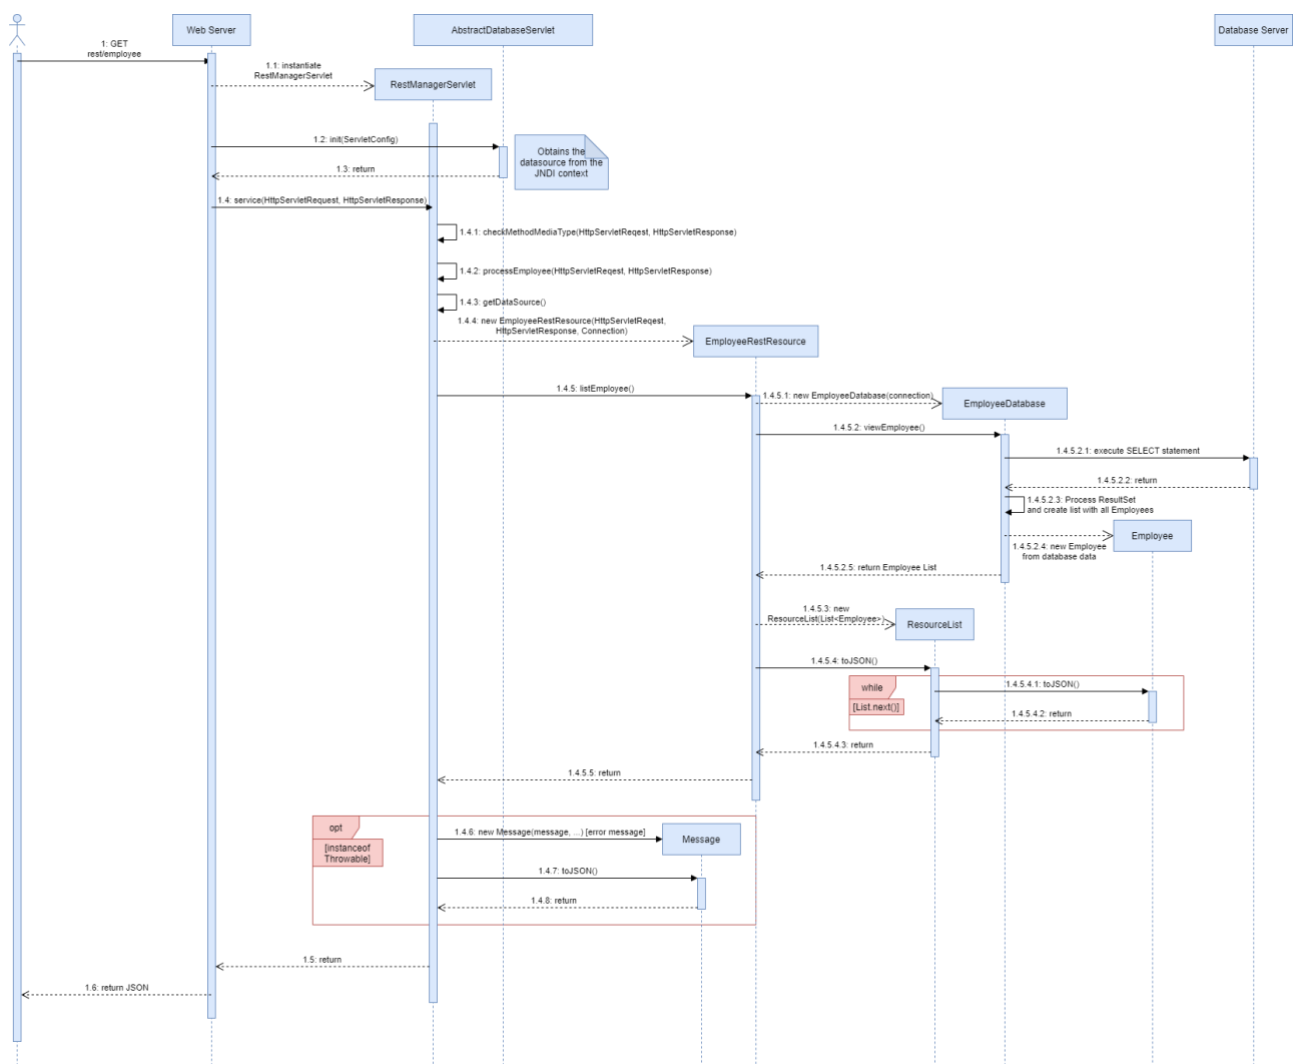 Web Server
AbstractDatabaseServlet
Database Server
1: GET
rest/employee
1.1: instantiate
RestManagerServlet
RestManagerServlet
1.2: init(ServletConfig)
Obtains the
datasource from the
JNDI context
1.3: return
1.4: service(HttpServletRequest, HttpServletResponse)
1.4.1: checkMethodMediaType(HttpServletReqest, HttpServletResponse)
1.4.2: processEmployee(HttpServletReqest, HttpServletResponse)
1.4.3: getDataSource()
1.4.4: new EmployeeRestResource(HttpServletReqest,
HttpServletResponse, Connection)
EmployeeRestResource
1.4.5: listEmployee()
1.4.5.1: new EmployeeDatabase(connection)
EmployeeDatabase
1.4.5.2: viewEmployee()
1.4.5.2.1: execute SELECT statement
1.4.5.2.2: return
1.4.5.2.3: Process ResultSet
and create list with all Employees
Employee
1.4.5.2.4: new Employee
from database data
1.4.5.2.5: return Employee List
1.4.5.3: new
ResourceList(List<Employee>)
ResourceList
1.4.5.4: toJSON()
while
[List.next()]
1.4.5.4.1: toJSON()
1.4.5.4.2: return
1.4.5.4.3: return
1.4.5.5: return
opt
[instanceof
Throwable]
1.4.6: new Message(message, ...) [error message]
Message
1.4.7: toJSON()
1.4.8: return
1.5: return
1.6: return JSON